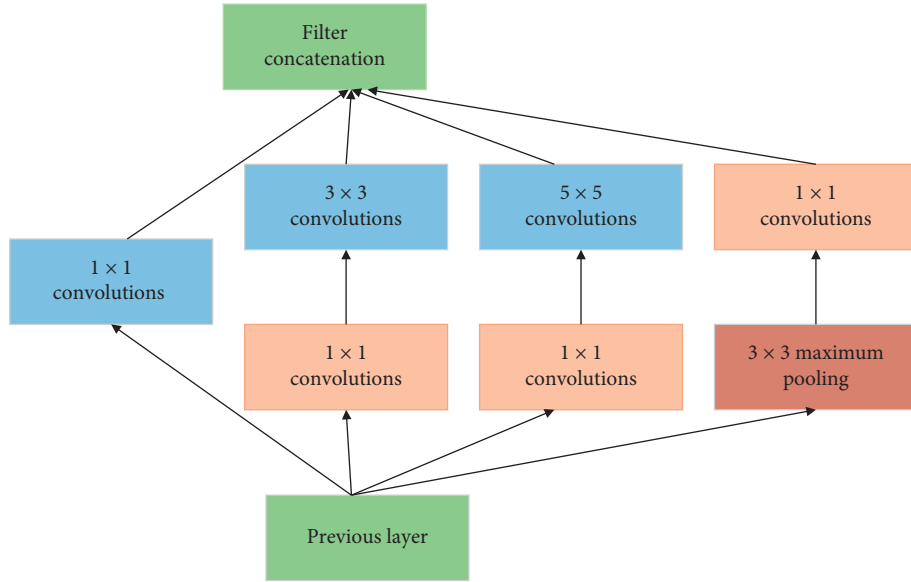 Filter
concatenation
3 × 3
convolutions
5 × 5
convolutions
1 × 1
convolutions
1 × 1
convolutions
1 × 1
convolutions
1 × 1
convolutions
3 × 3 maximum
pooling
Previous layer